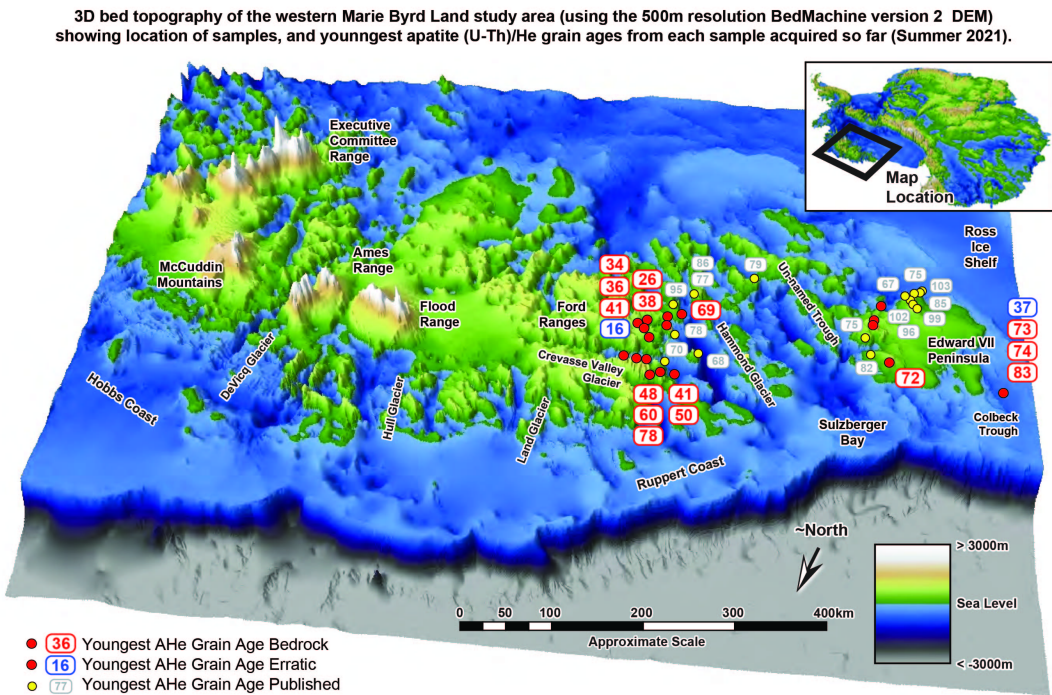 3D bed topography of the western Marie Byrd Land study area (using the 500m resolution BedMachine version 2 DEM)
showing location of samples, and younngest apatite (U-Th)/He grain ages from each sample acquired so far (Summer 2021).
Executive
Committee
Range
Map
Location
Ross
Ice
Shelf
McCuddin
Mountains
Ames
Range
Flood
Range
Ford
Ranges
34
36
41
16
26
38
95
86
77
69
79
78
70
68
Un-named Trough
67
75
103
85
99
102
96
75
82
72
37
73
74
83
Edward VII
Peninsula
Crevasse Valley
Glacier
Hammond Glacier
48
60
78
41
50
Hobbs Coast
DeVicq Glacier
Hull Glacier
Land Glacier
Ruppert Coast
Sulzberger
Bay
Colbeck
Trough
~North
0 50 100 200 300 400km
Approximate Scale
> 3000m
Sea Level
< -3000m
36 Youngest AHe Grain Age Bedrock
16 Youngest AHe Grain Age Erratic
77 Youngest AHe Grain Age Published